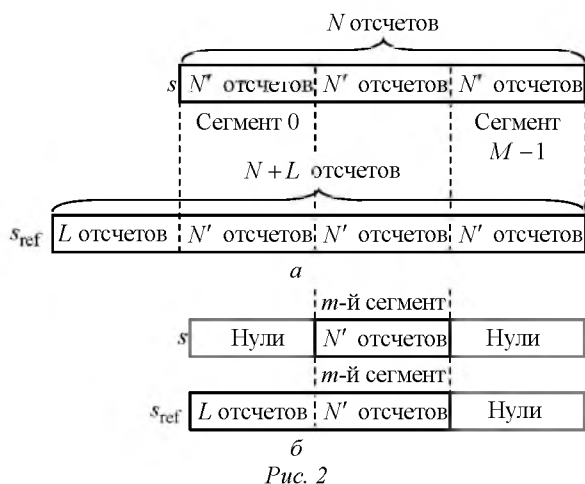 N отсчетов
s N′ отсчетов N′ отсчетов N′ отсчетов
Сегмент 0 Сегмент
M − 1
N + L отсчетов
s_ref L отсчетов N′ отсчетов N′ отсчетов N′ отсчетов
а
m-й сегмент
s Нули N′ отсчетов Нули
m-й сегмент
s_ref L отсчетов N′ отсчетов Нули
б
Рис. 2